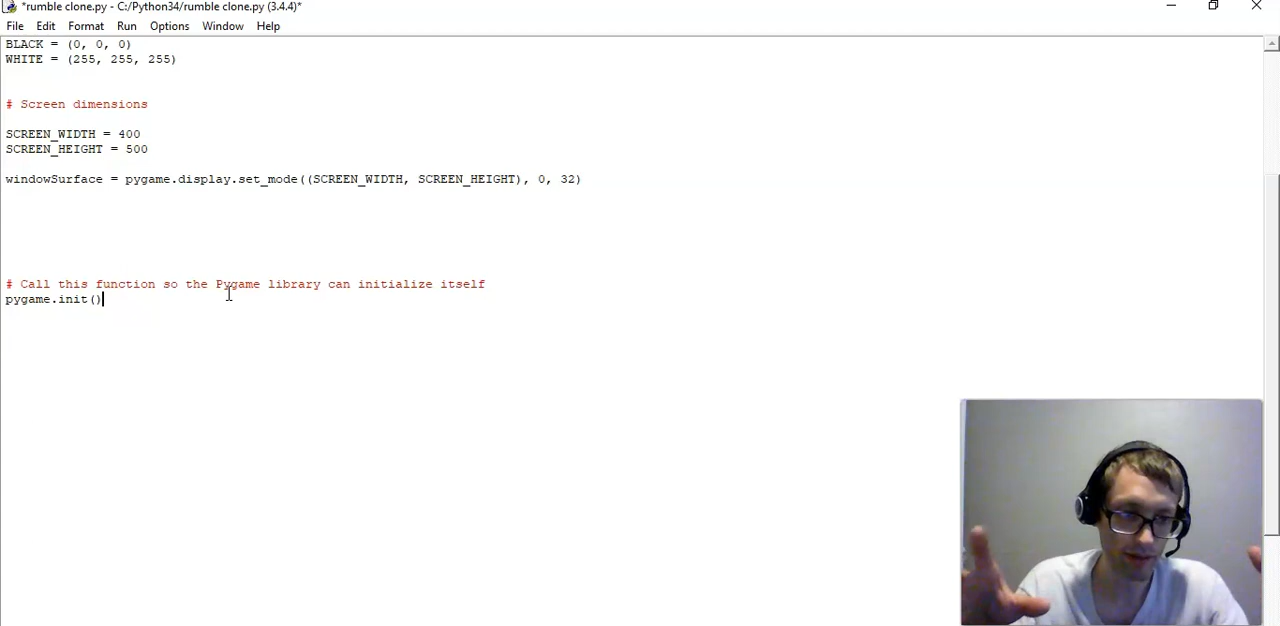 *rumble clone.py - C:/Python34/rumble clone.py (3.4.4)*
File Edit Format Run Options Window Help
BLACK = (0, 0, 0)
WHITE = (255, 255, 255)
# Screen dimensions
SCREEN_WIDTH = 400
SCREEN_HEIGHT = 500
windowSurface = pygame.display.set_mode((SCREEN_WIDTH, SCREEN_HEIGHT), 0, 32)
# Call this function so the Pygame library can initialize itself
pygame.init()